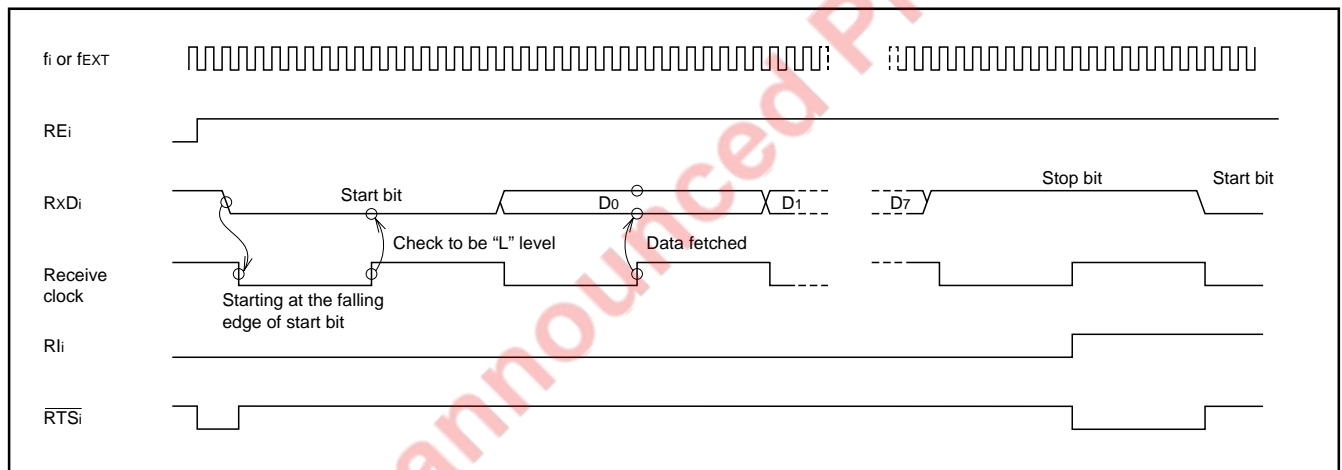 fi or fEXT
REi
RxDi
Start bit
D0
D1
D7
Stop bit
Start bit
Check to be “L” level
Data fetched
Receive
clock
Starting at the falling
edge of start bit
RIi
RTSi
announced P